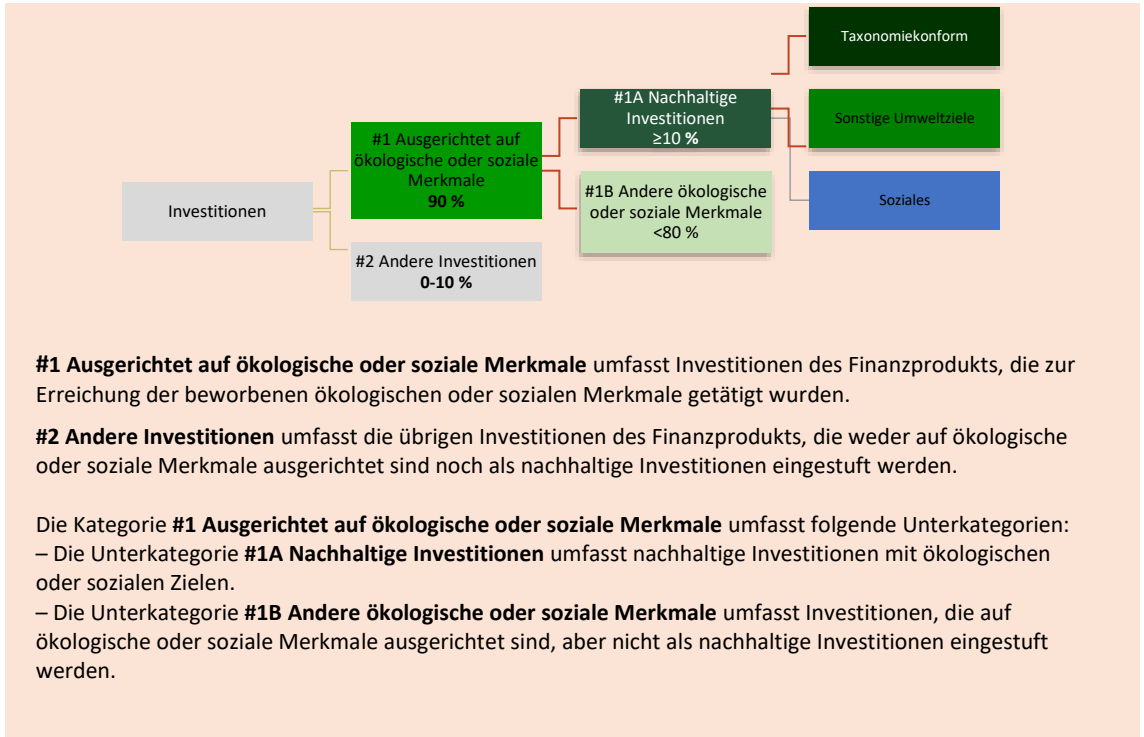 Taxonomiekonform
#1A Nachhaltige
Investitionen
≥10 %
Sonstige Umweltziele
#1 Ausgerichtet auf
ökologische oder soziale
Merkmale
90 %
#1B Andere ökologische
oder soziale Merkmale
<80 %
Soziales
Investitionen
#2 Andere Investitionen
0-10 %
#1 Ausgerichtet auf ökologische oder soziale Merkmale umfasst Investitionen des Finanzprodukts, die zur
Erreichung der beworbenen ökologischen oder sozialen Merkmale getätigt wurden.
#2 Andere Investitionen umfasst die übrigen Investitionen des Finanzprodukts, die weder auf ökologische
oder soziale Merkmale ausgerichtet sind noch als nachhaltige Investitionen eingestuft werden.
Die Kategorie #1 Ausgerichtet auf ökologische oder soziale Merkmale umfasst folgende Unterkategorien:
– Die Unterkategorie #1A Nachhaltige Investitionen umfasst nachhaltige Investitionen mit ökologischen
oder sozialen Zielen.
– Die Unterkategorie #1B Andere ökologische oder soziale Merkmale umfasst Investitionen, die auf
ökologische oder soziale Merkmale ausgerichtet sind, aber nicht als nachhaltige Investitionen eingestuft
werden.